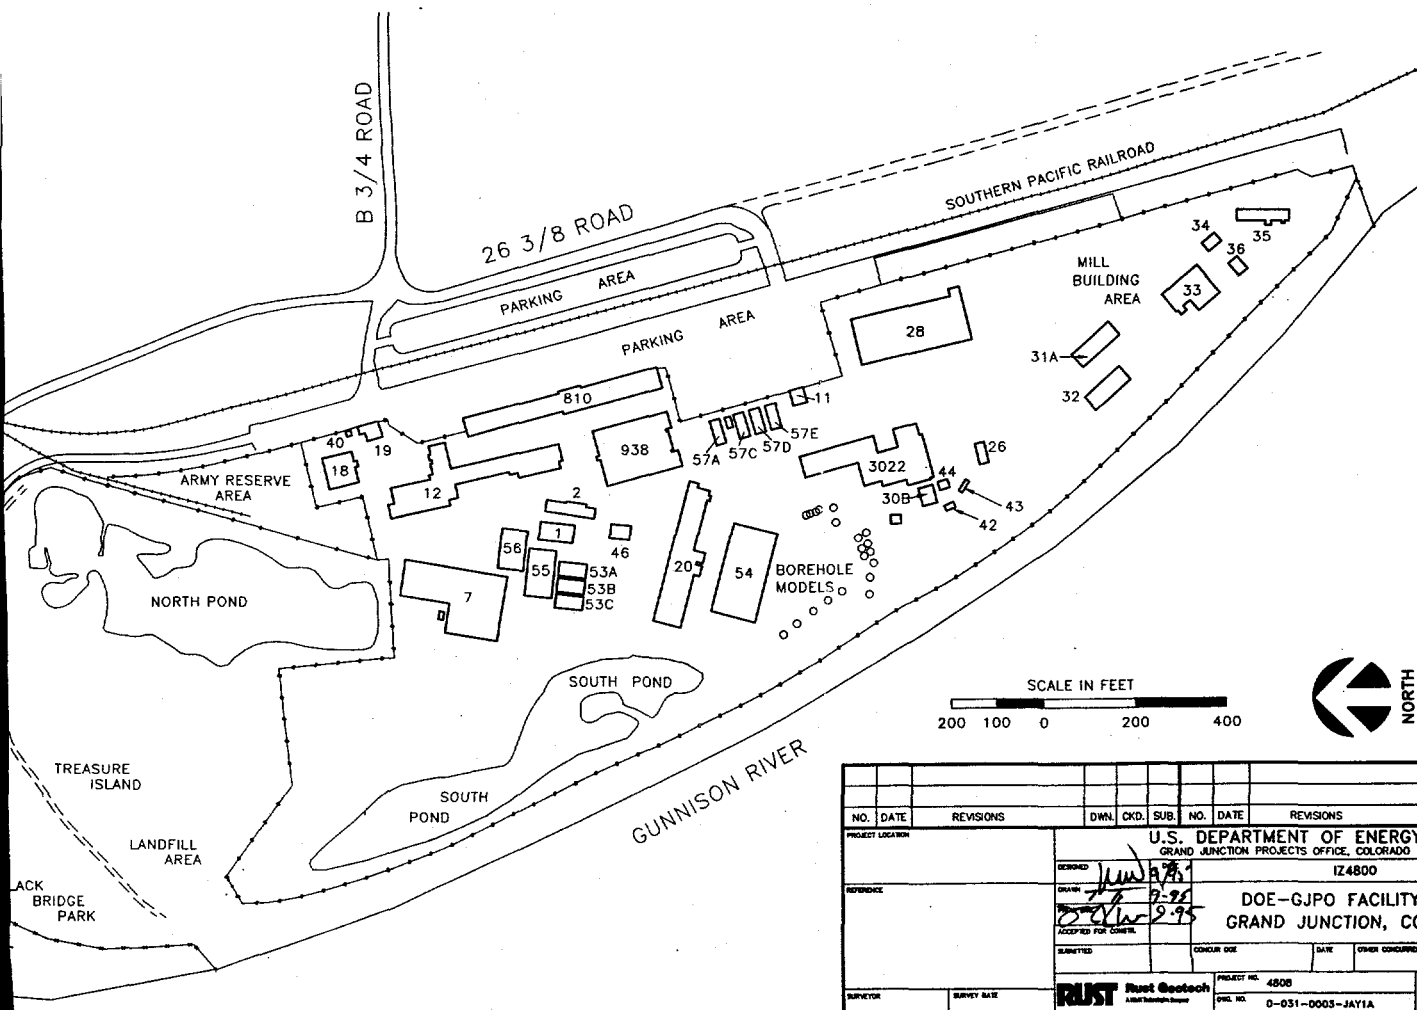 B 3/4 ROAD
26 3/8 ROAD
SOUTHERN PACIFIC RAILROAD
PARKING AREA
PARKING AREA
MILL
BUILDING
AREA
34
35
36
33
31A
32
28
11
810
938
57A
57C
57D
57E
40
19
18
12
ARMY RESERVE
AREA
3022
26
44
30B
43
42
2
1
46
56
55
53A
53B
53C
7
20
54
BOREHOLE
MODELS
NORTH POND
SOUTH POND
SOUTH
POND
GUNNISON RIVER
TREASURE
ISLAND
LANDFILL
AREA
ACK
BRIDGE
PARK
SCALE IN FEET
200 100 0 200 400
NORTH
NO. DATE REVISIONS DWN. CKD. SUB. NO. DATE REVISIONS
PROJECT LOCATION
REFERENCE
SURVEYOR
SURVEY DATE
U.S. DEPARTMENT OF ENERGY
GRAND JUNCTION PROJECTS OFFICE, COLORADO
DESIGNED
IZ4800
DRAWN 9-95
9-95
DOE-GJPO FACILITY
GRAND JUNCTION, CO
ACCEPTED FOR CONSTR.
SUBMITTED
CONCUR DOE
DATE
RUST Rust Geotech
PROJECT NO. 480B
DWG. NO. 0-031-0003-JAY1A